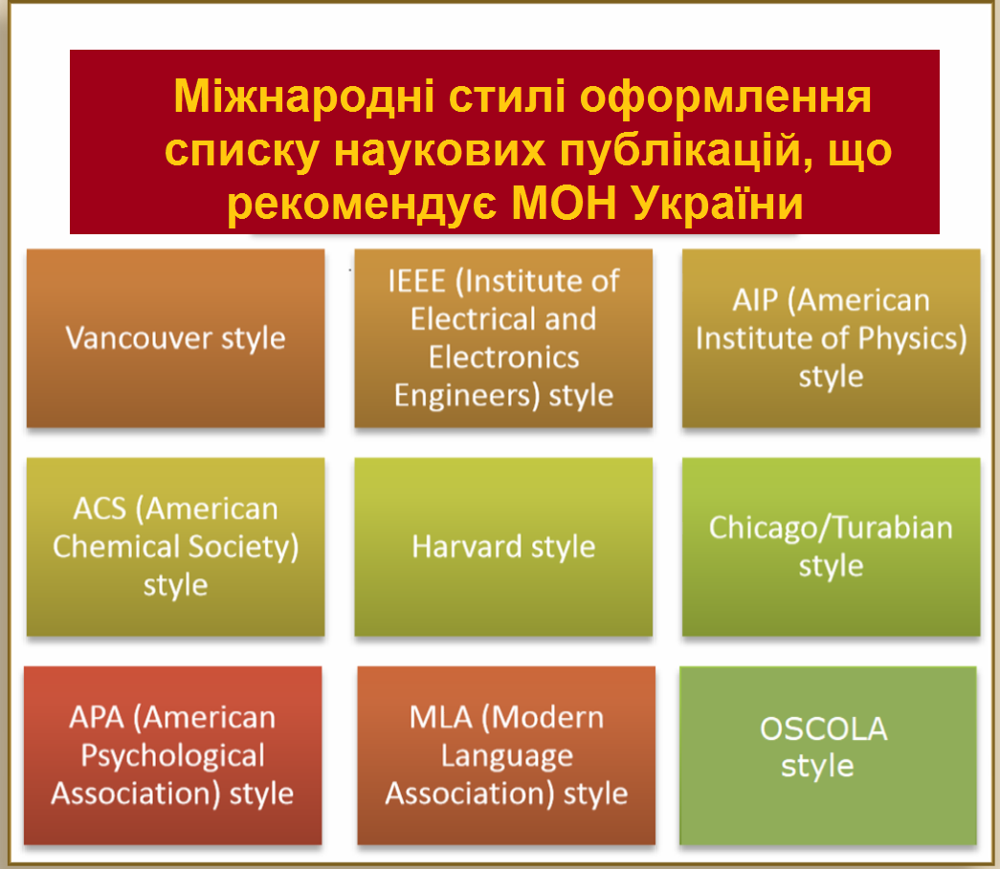 Міжнародні стилі оформлення
списку наукових публікацій, що
рекомендує МОН України
Vancouver style
IEEE (Institute of
Electrical and
Electronics
Engineers) style
AIP (American
Institute of Physics)
style
ACS (American
Chemical Society)
style
Harvard style
Chicago/Turabian
style
APA (American
Psychological
Association) style
MLA (Modern
Language
Association) style
OSCOLA
style